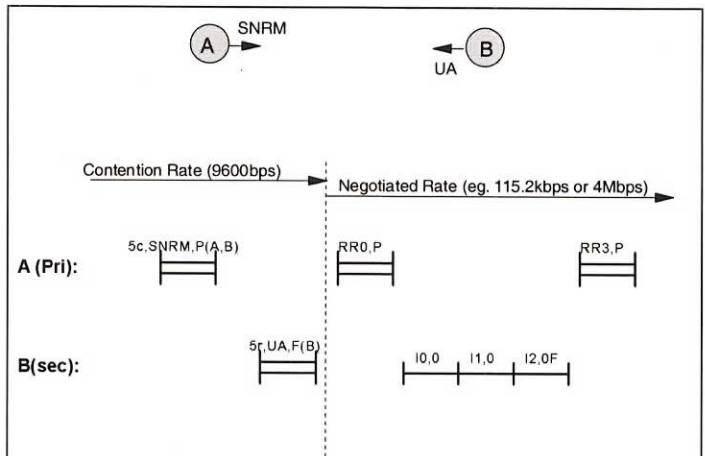 A
SNRM
B
UA
Contention Rate (9600bps)
Negotiated Rate (eg. 115.2kbps or 4Mbps)
5c,SNRM,P(A,B)
RR0,P
RR3,P
A (Pri):
5r,UA,F(B)
I0,0
I1,0
I2,0F
B(sec):